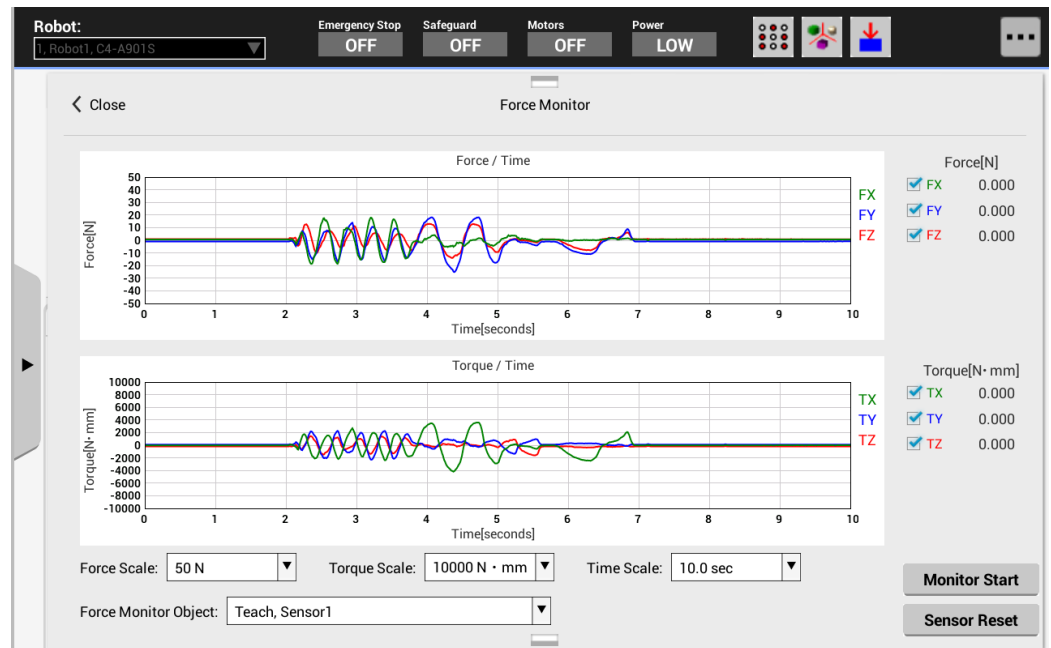 Robot:
1, Robot1, C4-A901S
Emergency Stop
OFF
Safeguard
OFF
Motors
OFF
Power
LOW
Close
Force Monitor
Force / Time
50
40
30
20
10
0
-10
-20
-30
-40
-50
Force[N]
0 1 2 3 4 5 6 7 8 9 10
Time[seconds]
FX
FY
FZ
Force[N]
FX 0.000
FY 0.000
FZ 0.000
Torque / Time
10000
8000
6000
4000
2000
0
-2000
-4000
-6000
-8000
-10000
Torque[N· mm]
0 1 2 3 4 5 6 7 8 9 10
Time[seconds]
TX
TY
TZ
Torque[N· mm]
TX 0.000
TY 0.000
TZ 0.000
Force Scale: 50 N Torque Scale: 10000 N · mm Time Scale: 10.0 sec
Force Monitor Object: Teach, Sensor1
Monitor Start
Sensor Reset